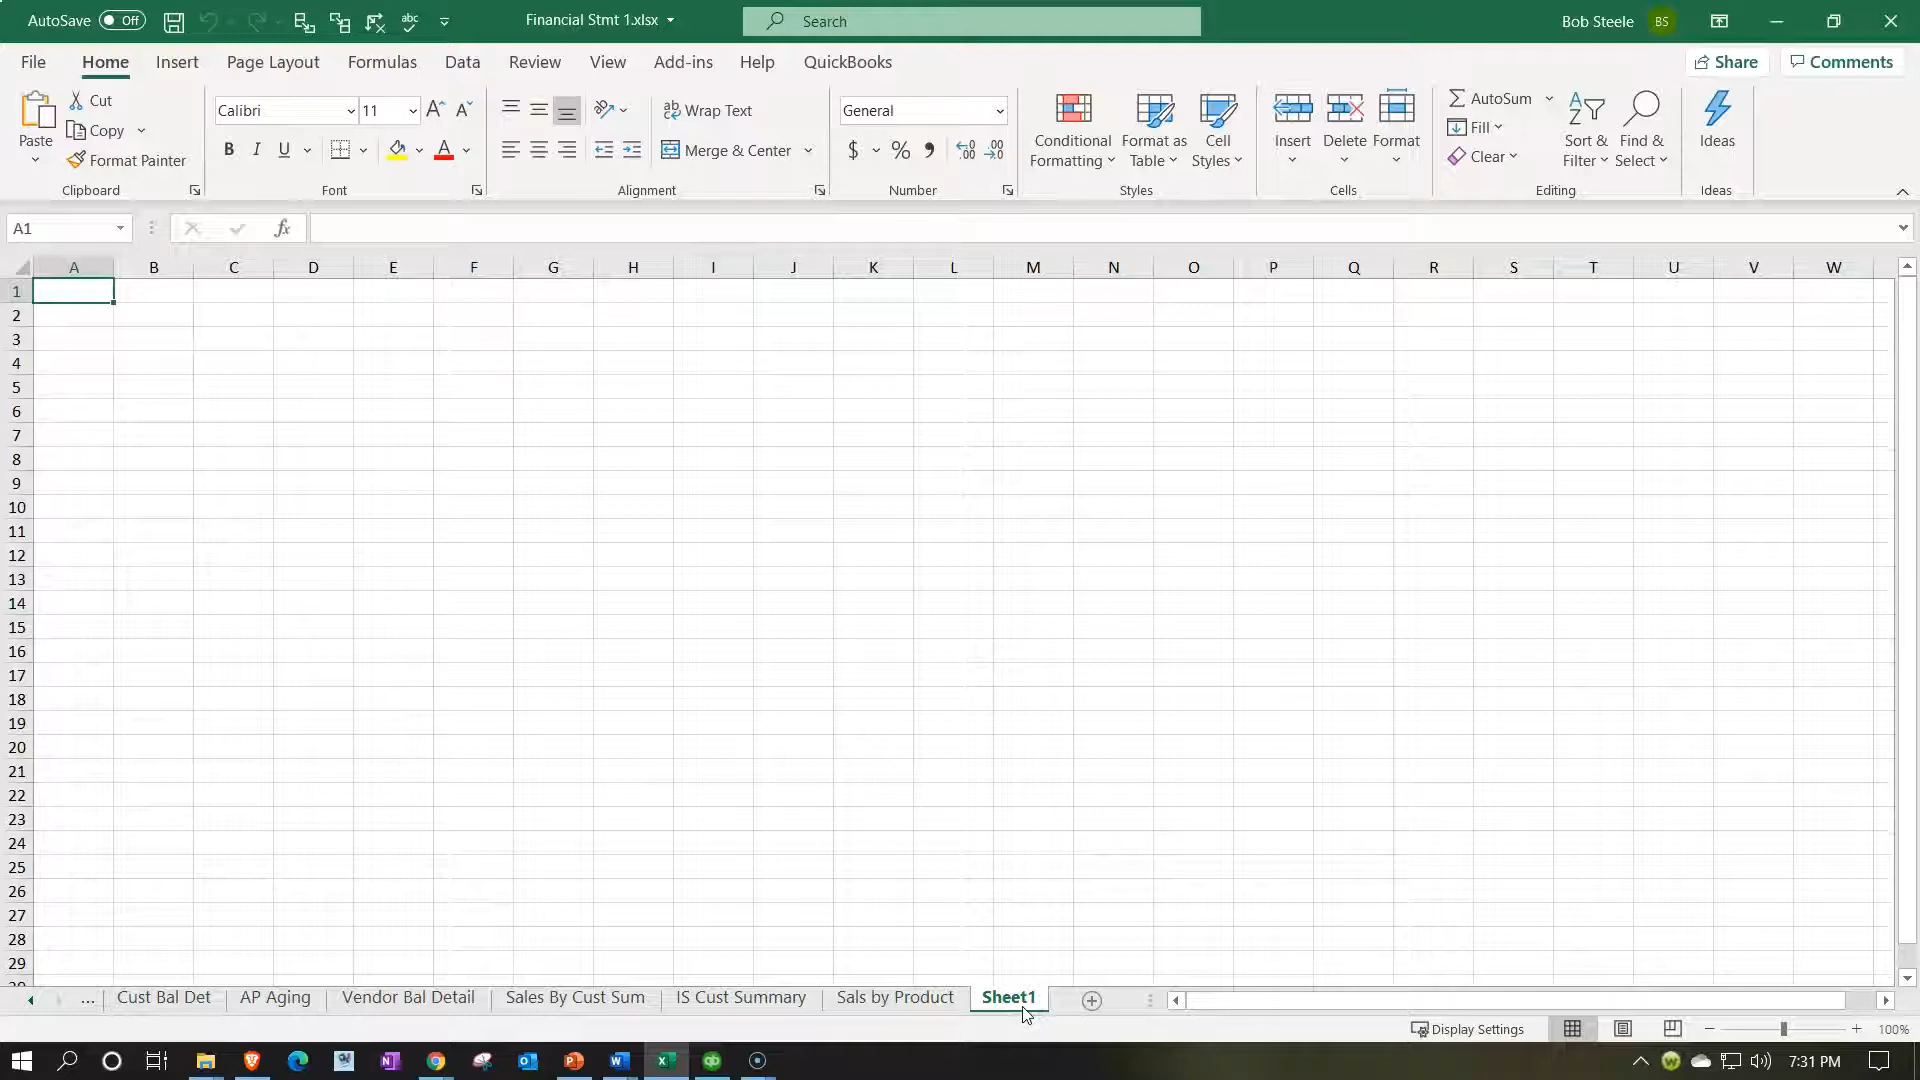 AutoSave Off abc Financial Stmt 1.xlsx Search Bob Steele BS
File Home Insert Page Layout Formulas Data Review View Add-ins Help QuickBooks Share Comments
Paste Cut Copy Format Painter Clipboard
Calibri 11 A A B I U A Font
ab Wrap Text Merge & Center Alignment
General $ % , .00 .00 Number
Conditional Formatting Format as Table Cell Styles Styles
Insert Delete Format Cells
AutoSum Fill Clear Sort & Filter Find & Select Editing
Ideas Ideas
A1 fx
A B C D E F G H I J K L M N O P Q R S T U V W
1
2
3
4
5
6
7
8
9
10
11
12
13
14
15
16
17
18
19
20
21
22
23
24
25
26
27
28
29
... Cust Bal Det AP Aging Vendor Bal Detail Sales By Cust Sum IS Cust Summary Sals by Product Sheet1
Display Settings 100%
7:31 PM